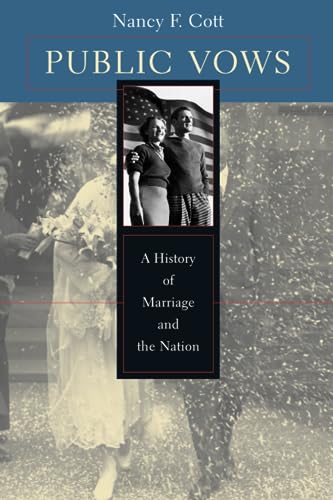 Nancy F. Cott
PUBLIC VOWS
A History
of
Marriage
and
the Nation